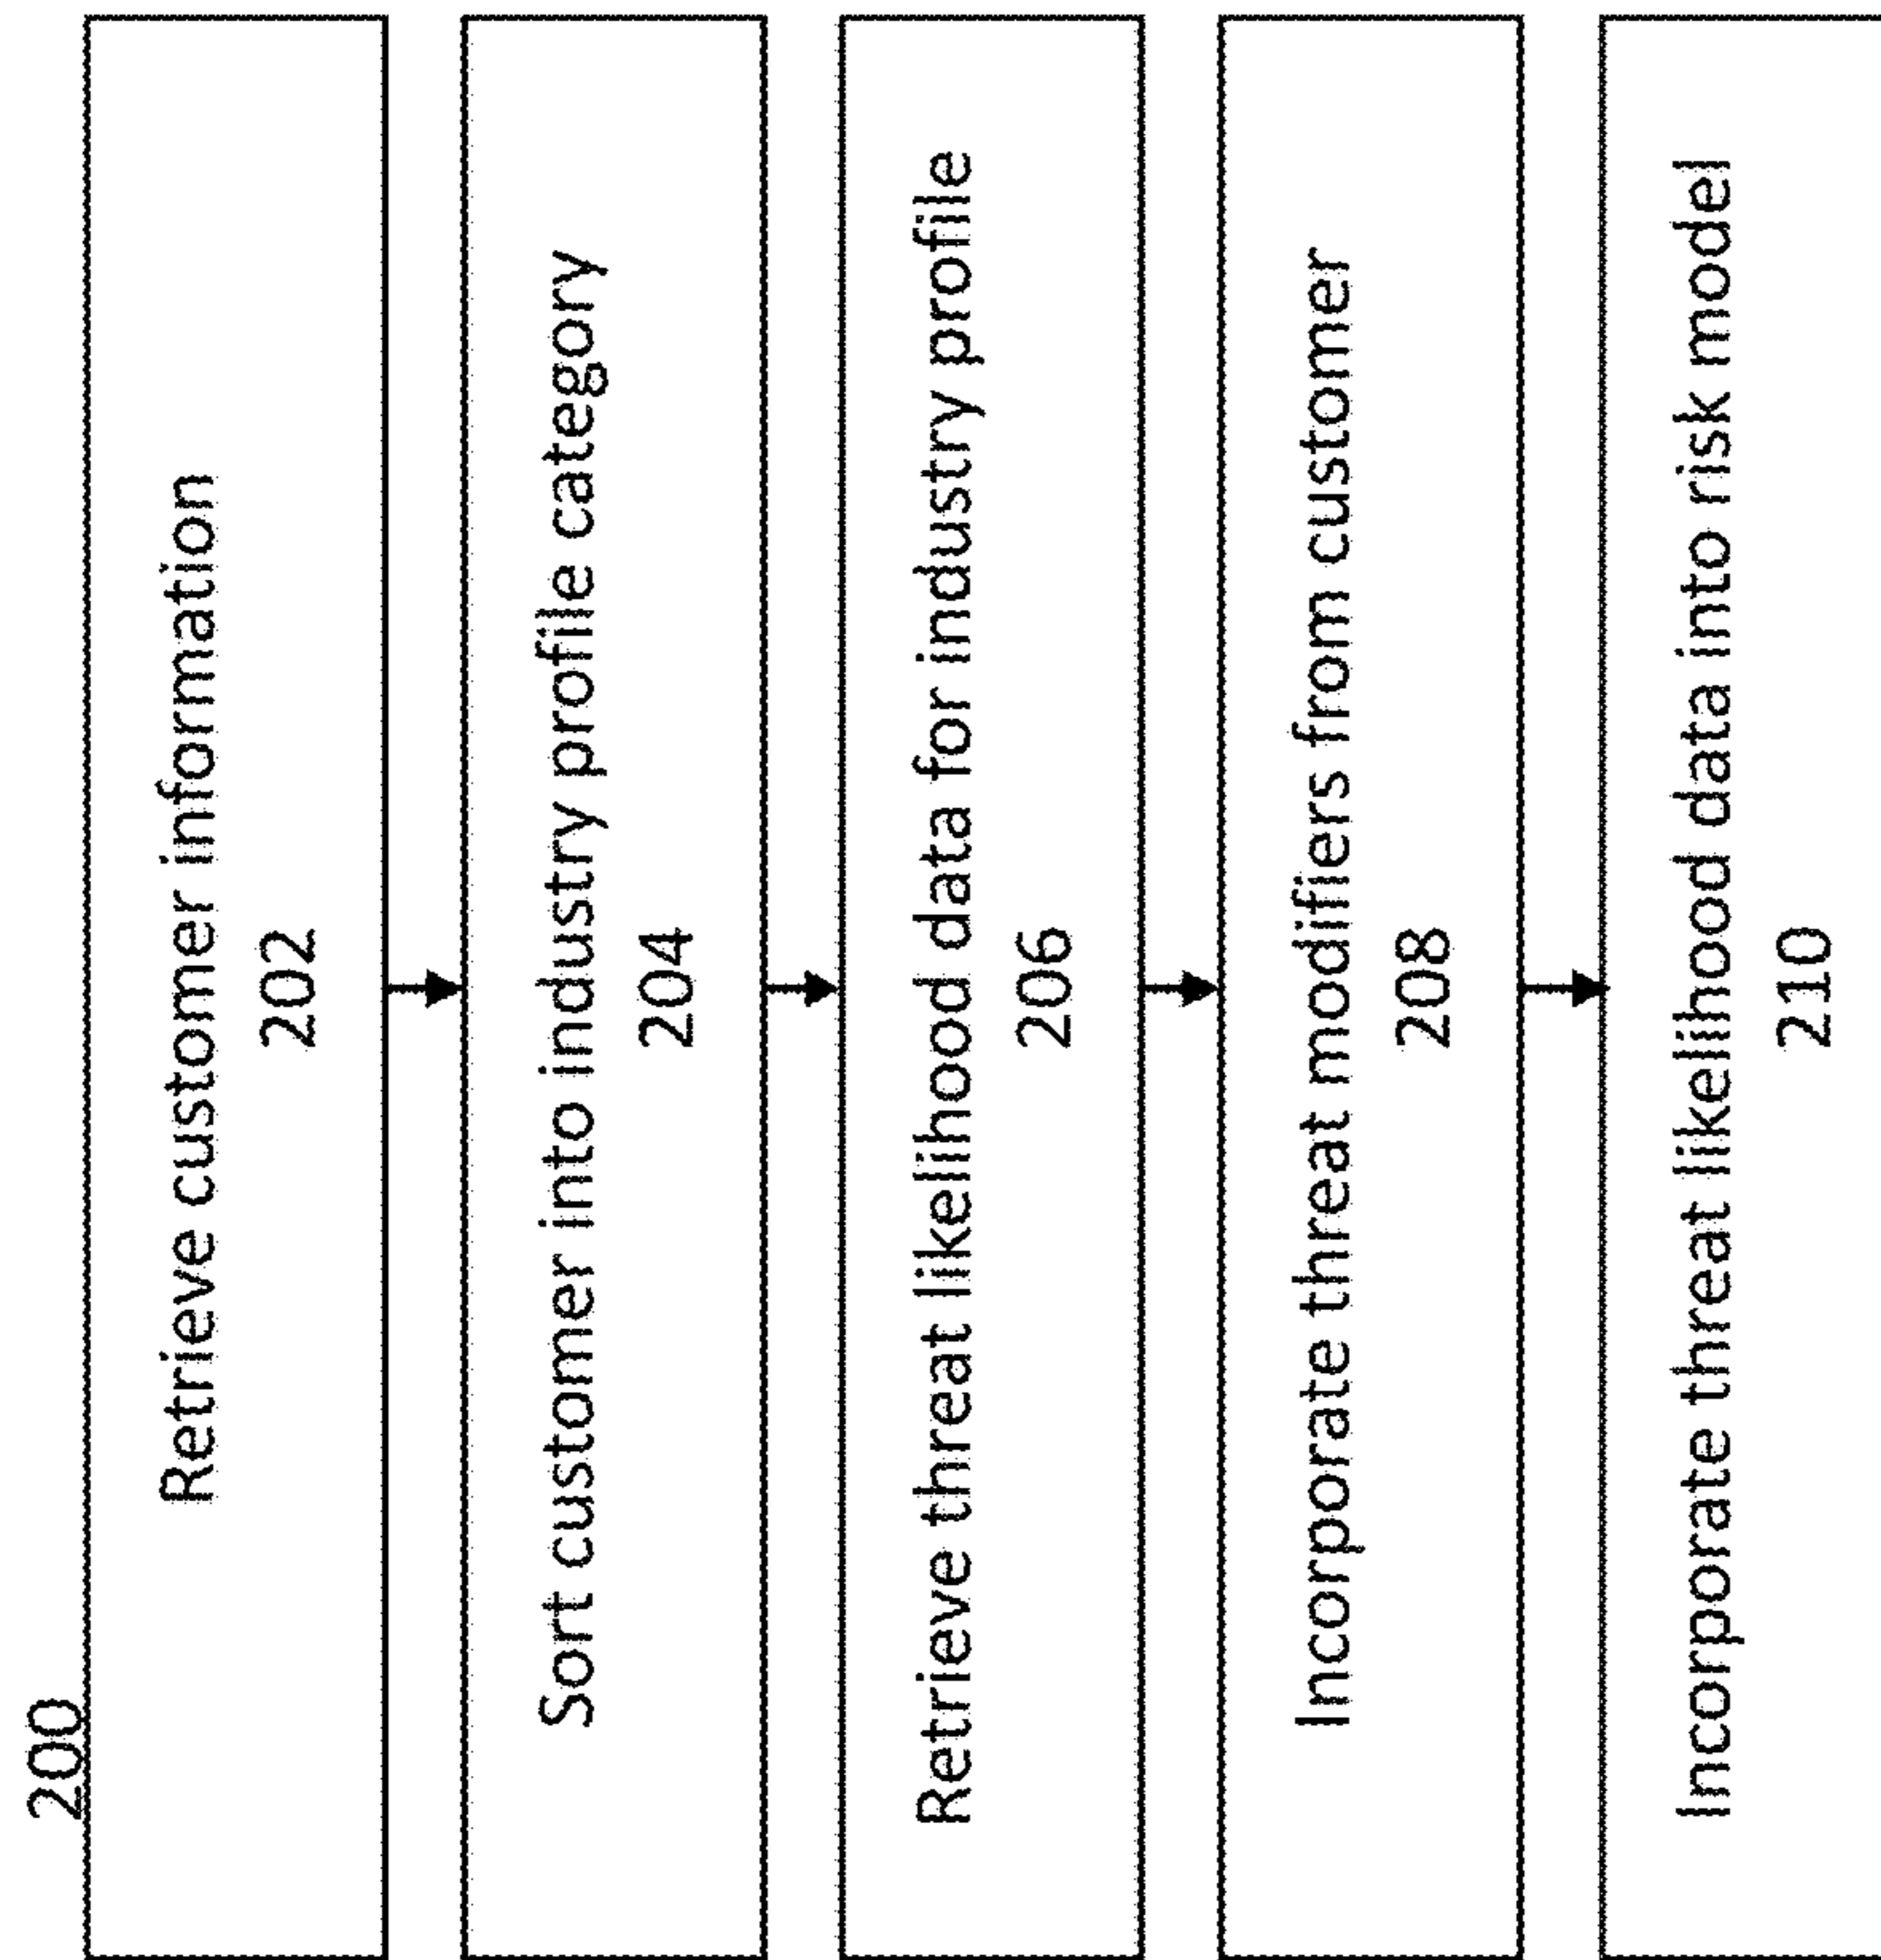 200
Retrieve customer information
202
Sort customer into industry profile category
204
Retrieve threat likelihood data for industry profile
206
Incorporate threat modifiers from customer
208
Incorporate threat likelihood data into risk model
210